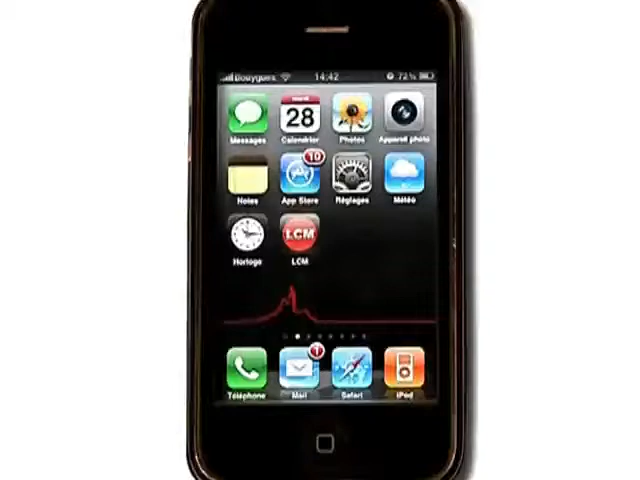 Bouygues 14:42 72%
28
Messages Calendrier Photos Appareil photo
10
Notes App Store Réglages Météo
LCM
Horloge LCM
1
Téléphone Mail Safari iPod